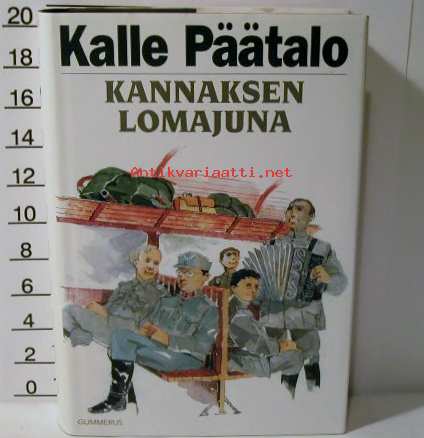 Kalle Päätalo
KANNAKSEN
LOMAJUNA
Antikvariaatti.net
GUMMERUS
20
18
16
14
12
10
8
6
4
2
0